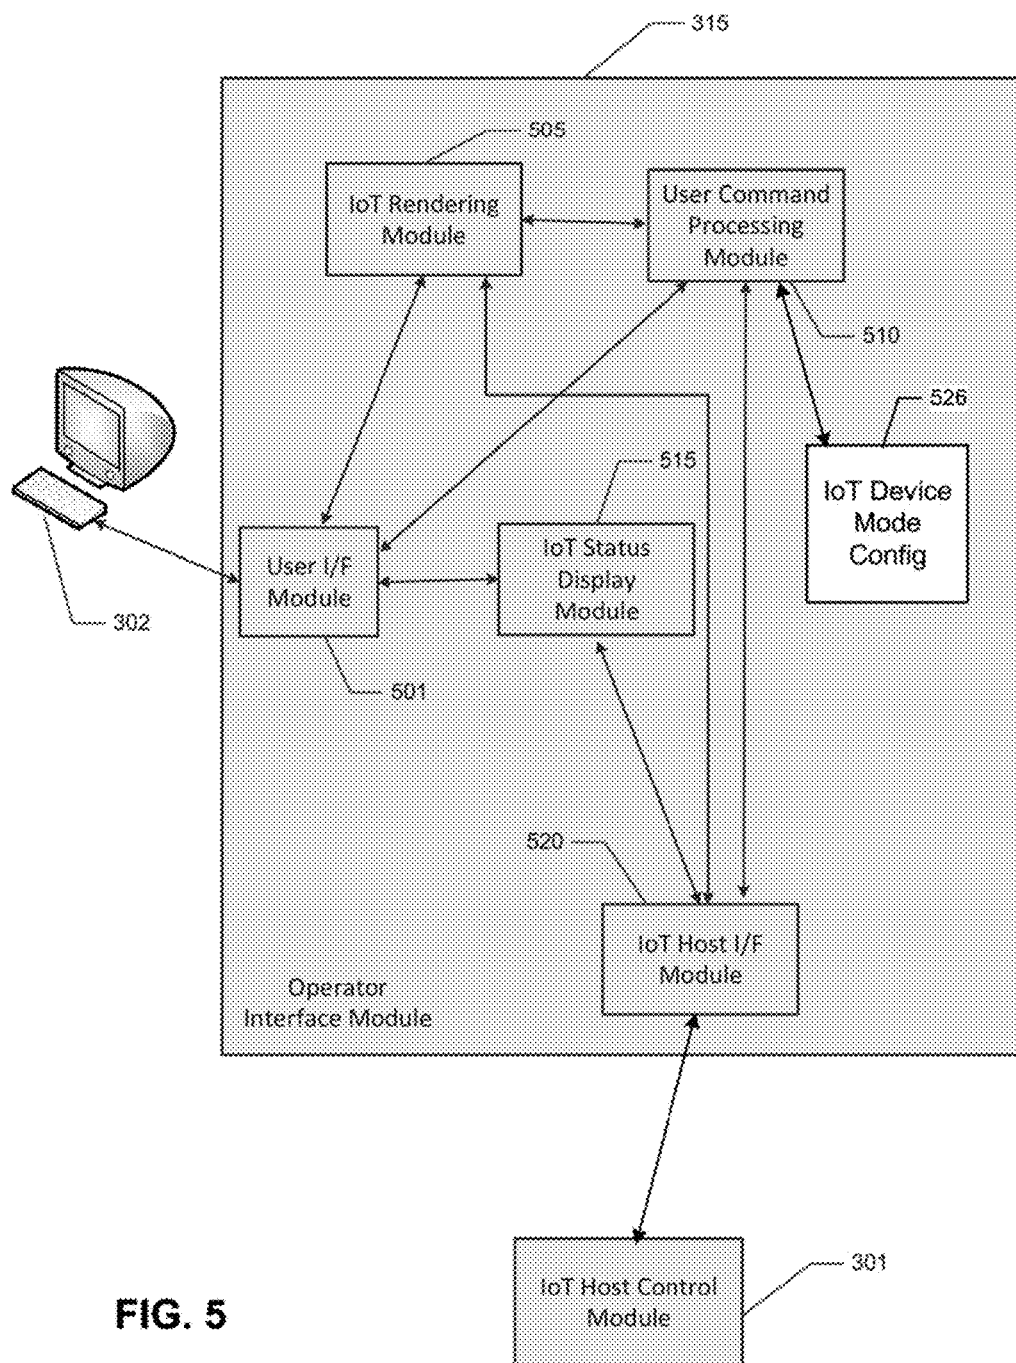 315
505
IoT Rendering
Module
User Command
Processing
Module
510
526
IoT Device
Mode
Config
515
IoT Status
Display
Module
User I/F
Module
302
501
520
IoT Host I/F
Module
Operator
Interface Module
IoT Host Control
Module
301
FIG. 5